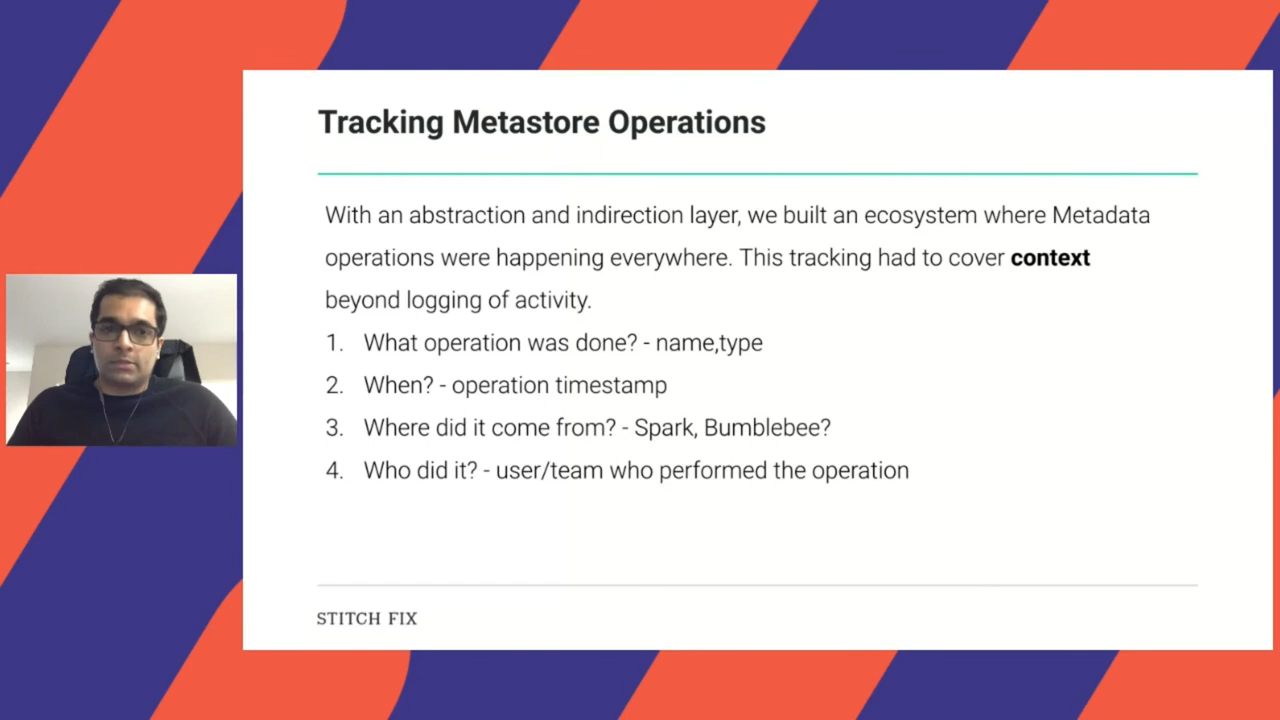 Tracking Metastore Operations
With an abstraction and indirection layer, we built an ecosystem where Metadata
operations were happening everywhere. This tracking had to cover context
beyond logging of activity.
1. What operation was done? - name,type
2. When? - operation timestamp
3. Where did it come from? - Spark, Bumblebee?
4. Who did it? - user/team who performed the operation
STITCH FIX